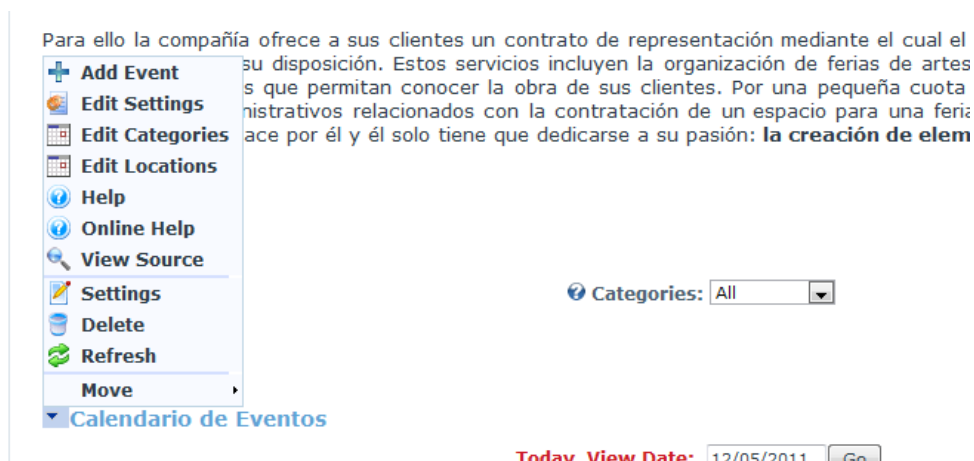 Para ello la compañía ofrece a sus clientes un contrato de representación mediante el cual el
su disposición. Estos servicios incluyen la organización de ferias de artes
s que permitan conocer la obra de sus clientes. Por una pequeña cuota
nistrativos relacionados con la contratación de un espacio para una feria
ace por él y él solo tiene que dedicarse a su pasión: la creación de elem
Add Event
Edit Settings
Edit Categories
Edit Locations
Help
Online Help
View Source
Settings
Delete
Refresh
Move
Categories: All
Calendario de Eventos
Today View Date: 12/05/2011 Go